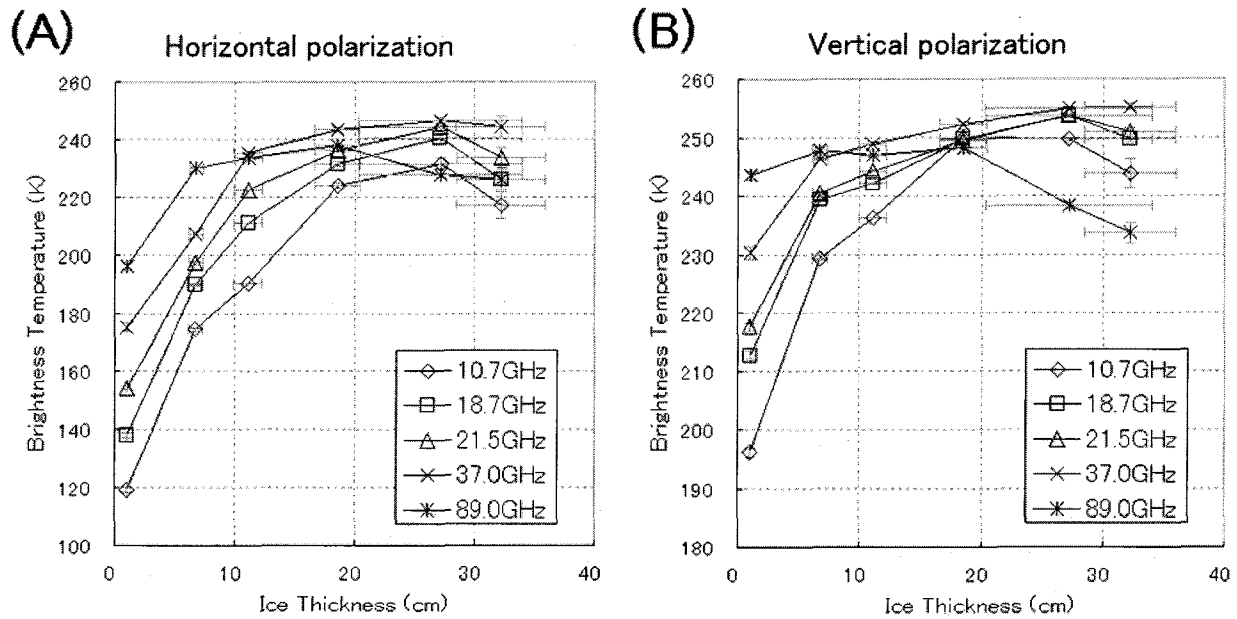 (A)
Horizontal polarization
260
240
220
200
180
160
140
120
100
Brightness Temperature (K)
0 10 20 30 40
Ice Thickness (cm)
10.7GHz
18.7GHz
21.5GHz
37.0GHz
89.0GHz
(B)
Vertical polarization
260
250
240
230
220
210
200
190
180
Brightness Temperature (K)
0 10 20 30 40
Ice Thickness (cm)
10.7GHz
18.7GHz
21.5GHz
37.0GHz
89.0GHz